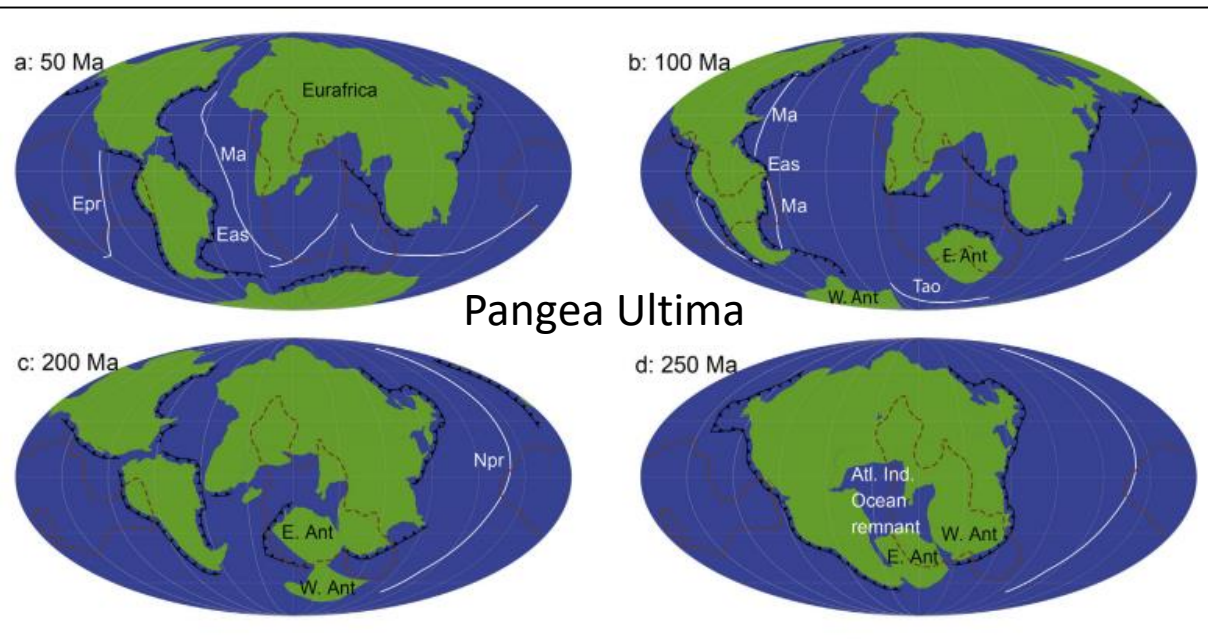 a: 50 Ma
Eurafrica
Ma
Epr
Eas
b: 100 Ma
Ma
Eas
Ma
E. Ant
Tao
W. Ant
Pangea Ultima
c: 200 Ma
Npr
E. Ant
W. Ant
d: 250 Ma
Atl. Ind.
Ocean
remnant
W. Ant
E. Ant